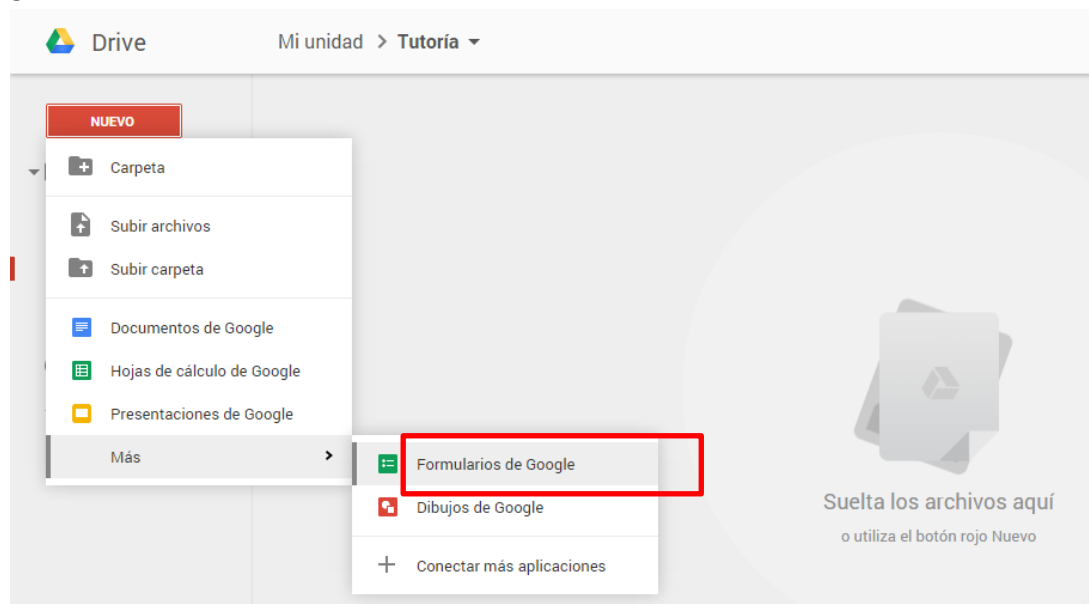 Drive
Mi unidad > Tutoría
NUEVO
Carpeta
Subir archivos
Subir carpeta
Documentos de Google
Hojas de cálculo de Google
Presentaciones de Google
Más
Formularios de Google
Dibujos de Google
Conectar más aplicaciones
Suelta los archivos aquí
o utiliza el botón rojo Nuevo